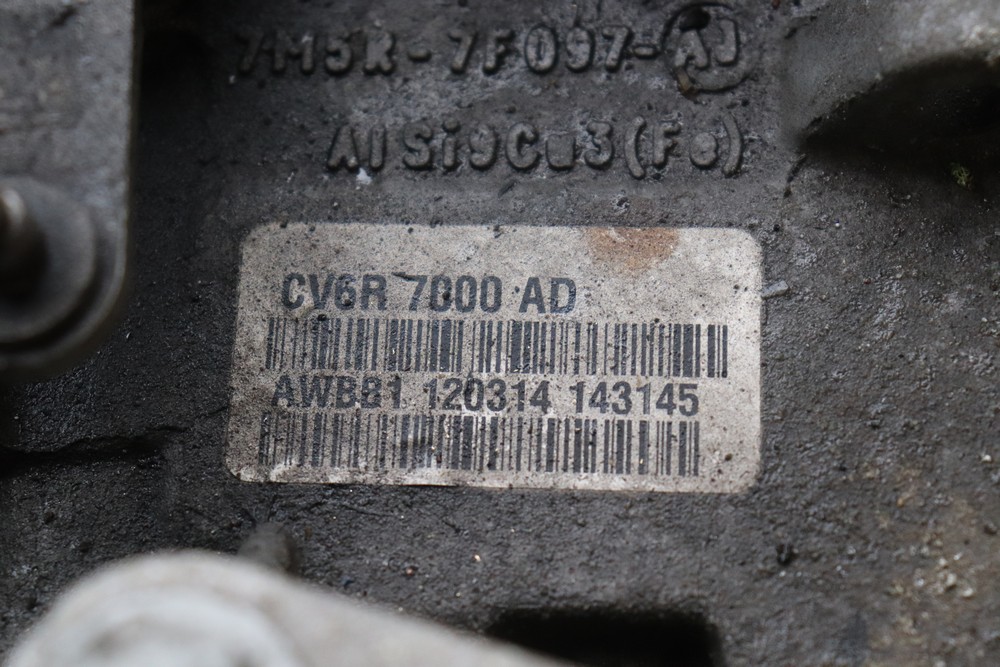 7M5R-7F097-AJ
AlSi9Cu3(Fe)
CV6R 7000 AD
AWB81 120314 143145